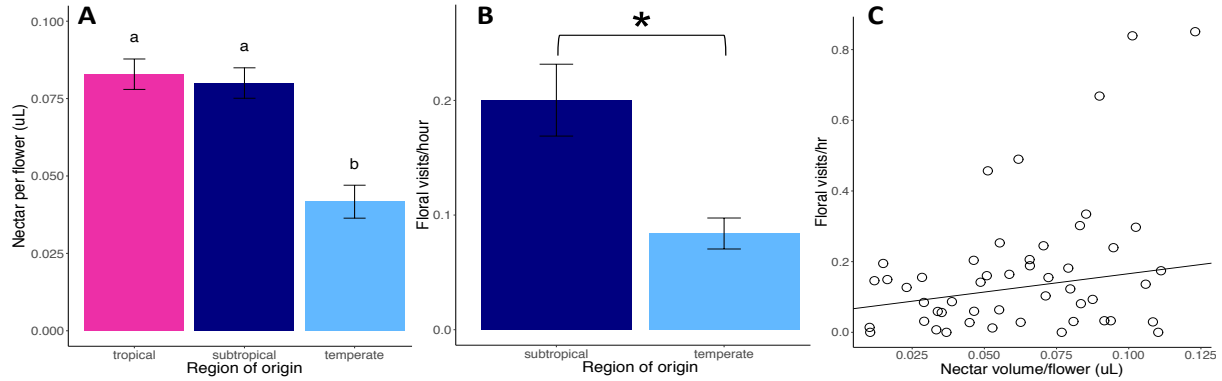 A
a
a
b
Nectar per flower (uL)
0.100
0.075
0.050
0.025
0.000
tropical subtropical temperate
Region of origin
B
*
Floral visits/hour
0.2
0.1
0.0
subtropical temperate
Region of origin
C
Floral visits/hr
0.8
0.6
0.4
0.2
0.0
0.025 0.050 0.075 0.100 0.125
Nectar volume/flower (uL)